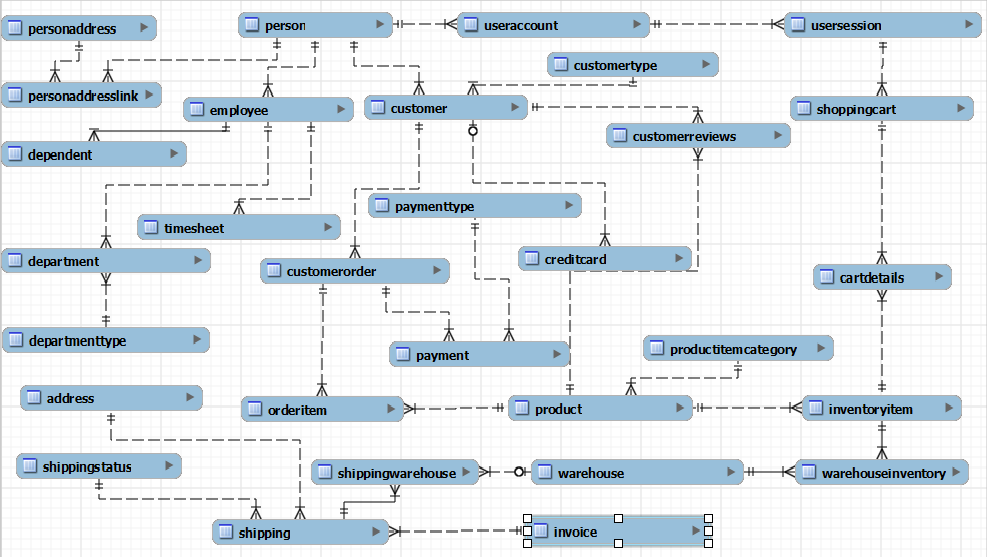 personaddress
person
useraccount
usersession
customertype
personaddresslink
employee
customer
shoppingcart
customerreviews
dependent
paymenttype
timesheet
department
creditcard
customerorder
cartdetails
departmenttype
productitemcategory
payment
address
orderitem
product
inventoryitem
shippingstatus
shippingwarehouse
warehouse
warehouseinventory
shipping
invoice